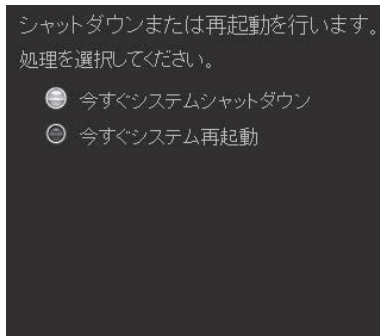 シャットダウンまたは再起動を行います。
処理を選択してください。
今すぐシステムシャットダウン
今すぐシステム再起動